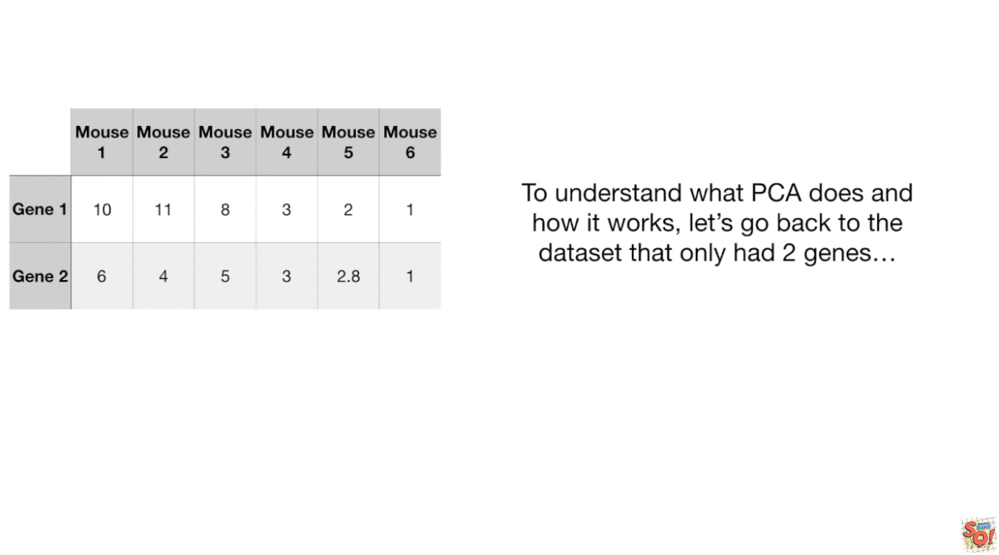 Mouse 1 Mouse 2 Mouse 3 Mouse 4 Mouse 5 Mouse 6
Gene 1 10 11 8 3 2 1
Gene 2 6 4 5 3 2.8 1
To understand what PCA does and
how it works, let’s go back to the
dataset that only had 2 genes…
SQ!